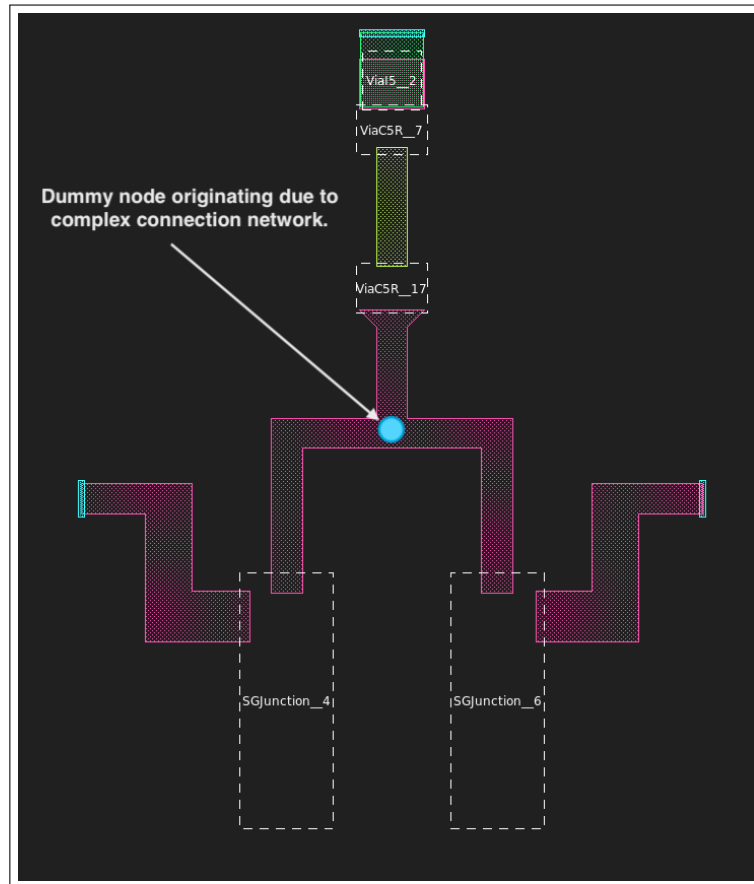 ViaI5__2
ViaC5R__7
Dummy node originating due to
complex connection network.
ViaC5R__17
SGJunction__4
SGJunction__6